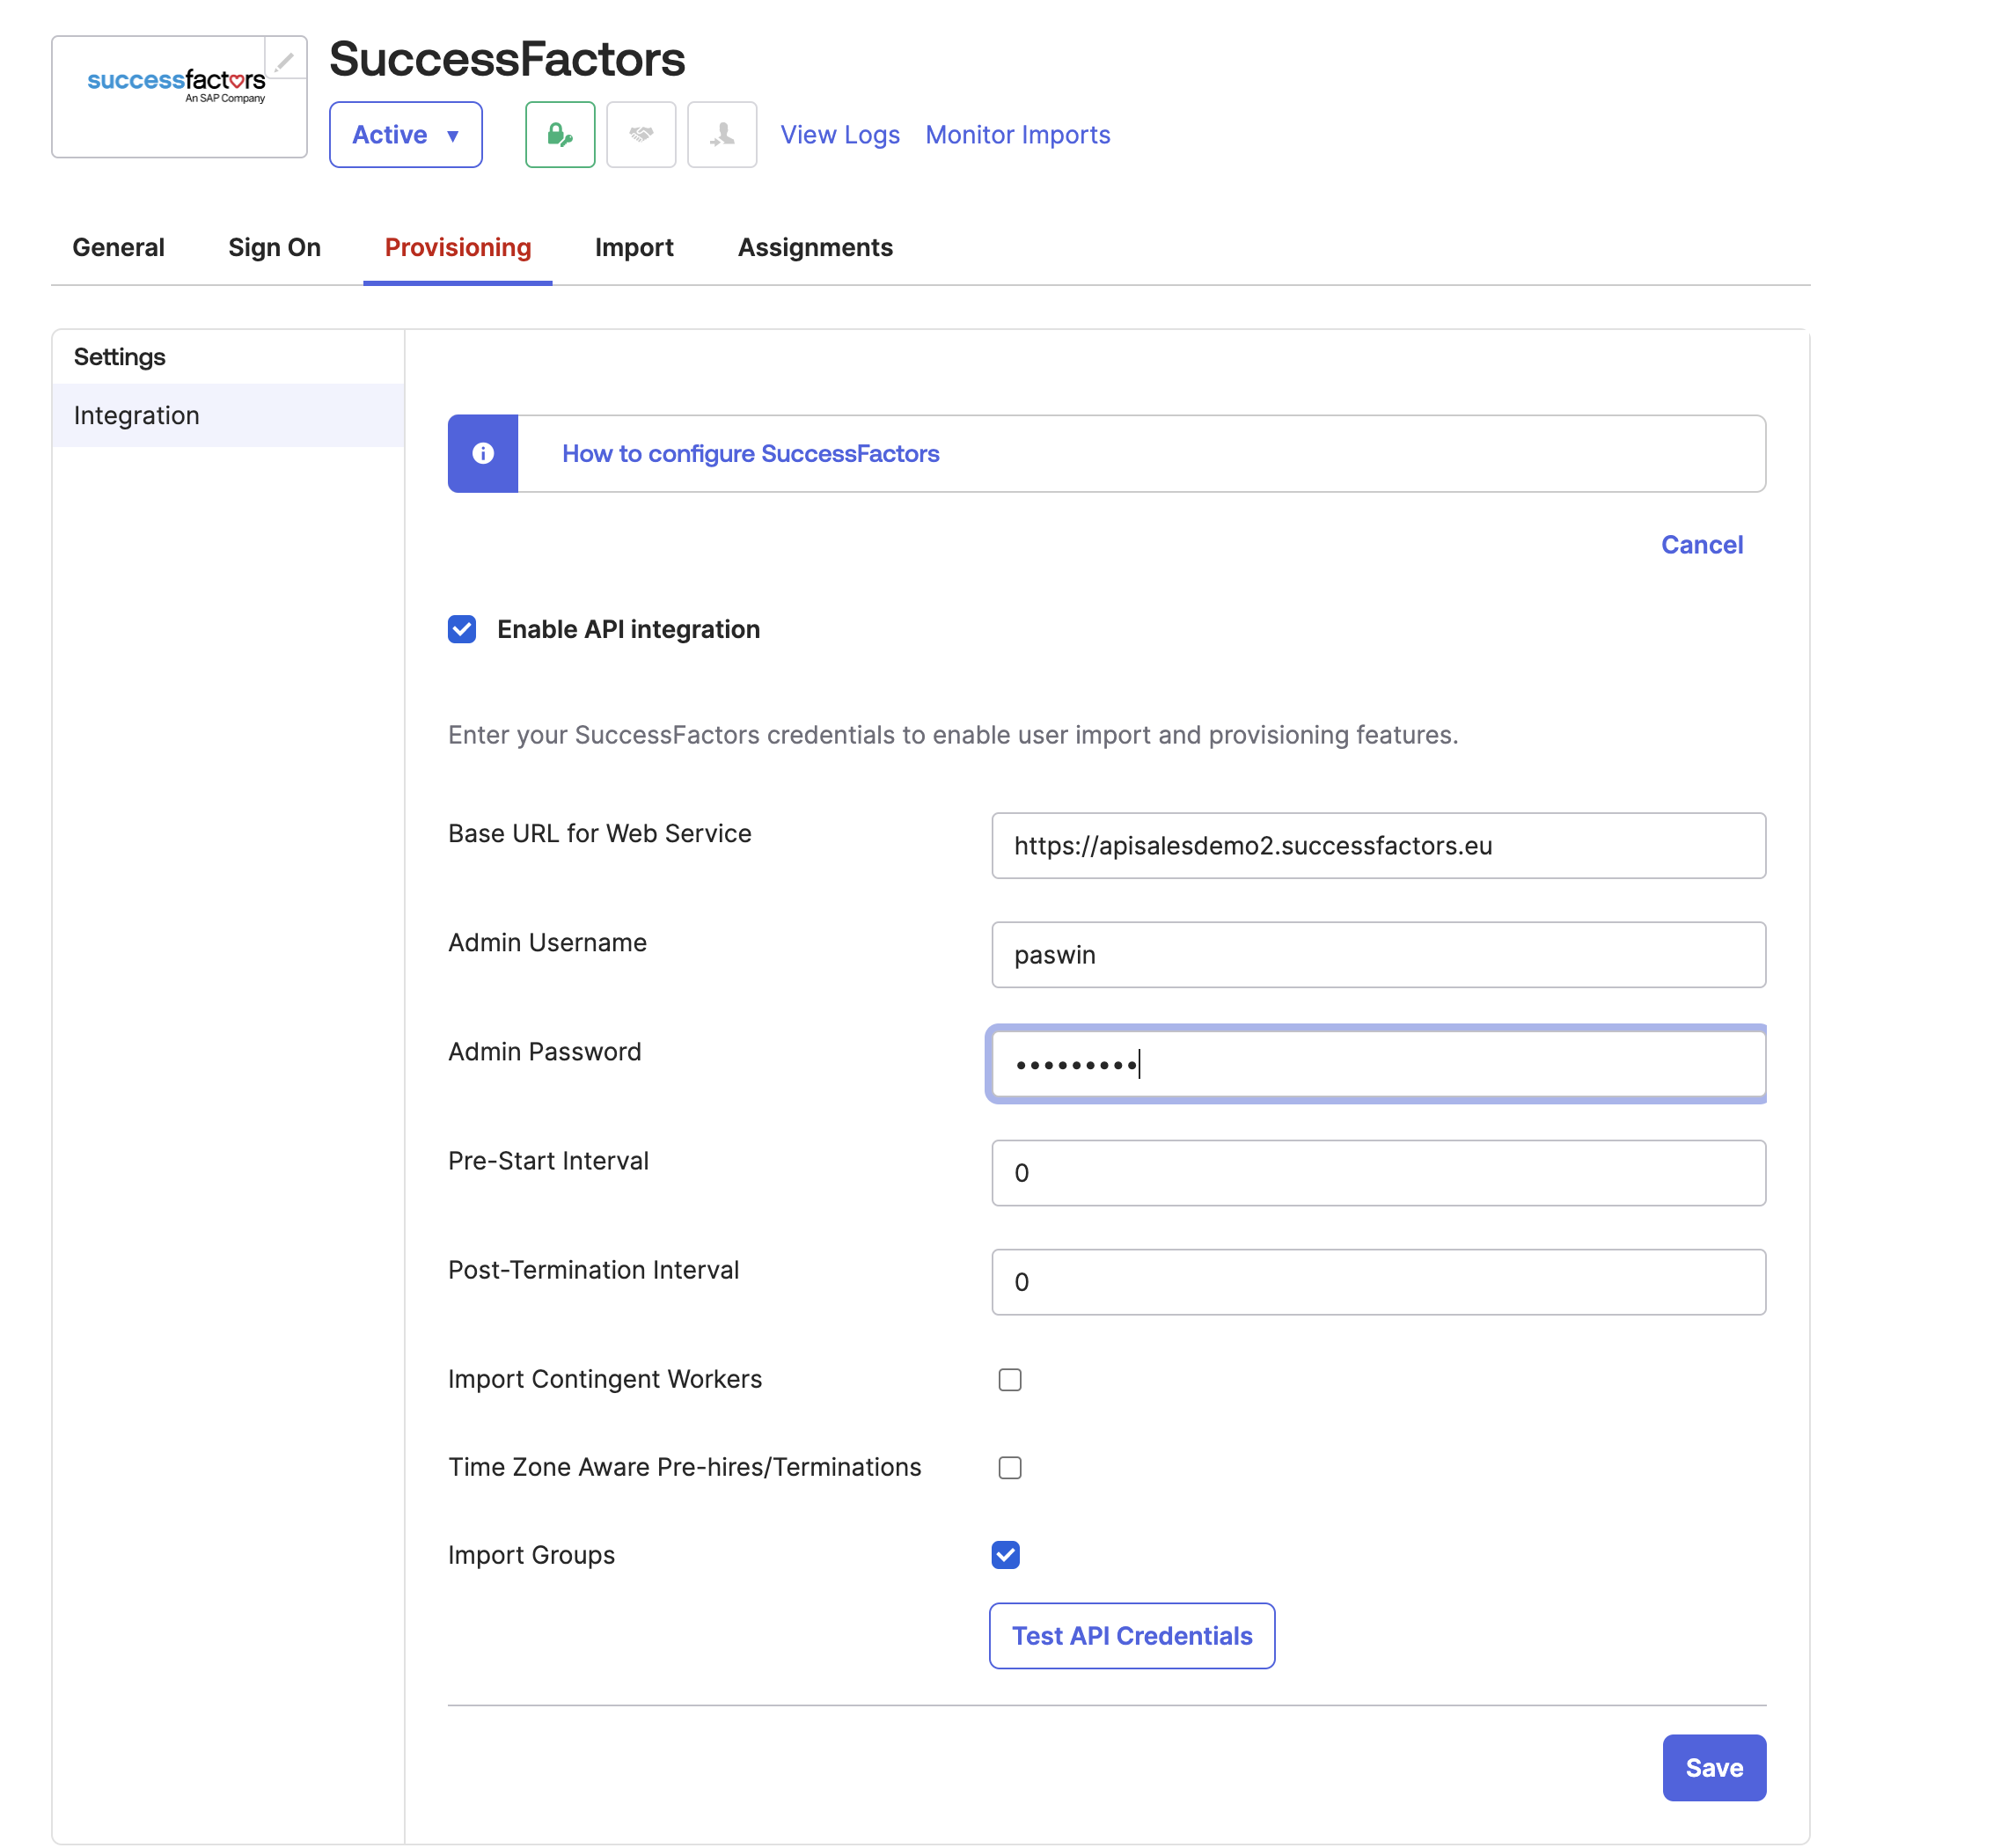 successfactors
An SAP Company
SuccessFactors
Active
View Logs
Monitor Imports
General
Sign On
Provisioning
Import
Assignments
Settings
Integration
How to configure SuccessFactors
Cancel
Enable API integration
Enter your SuccessFactors credentials to enable user import and provisioning features.
Base URL for Web Service
https://apisalesdemo2.successfactors.eu
Admin Username
paswin
Admin Password
•••••••••
Pre-Start Interval
0
Post-Termination Interval
0
Import Contingent Workers
Time Zone Aware Pre-hires/Terminations
Import Groups
Test API Credentials
Save